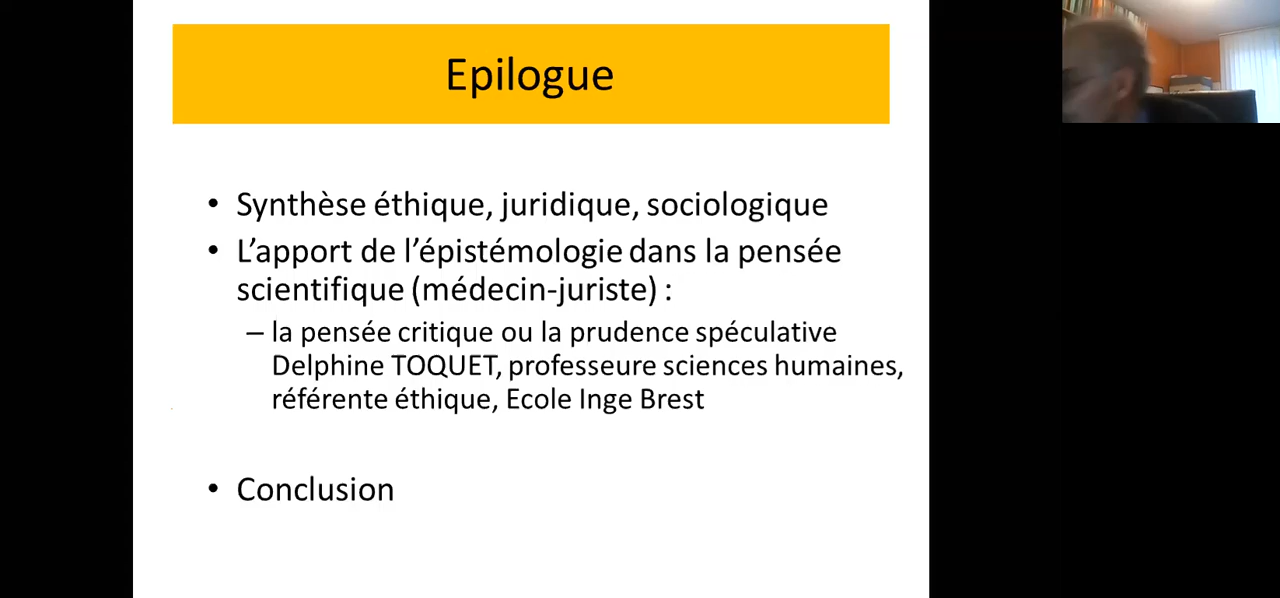 Epilogue
• Synthèse éthique, juridique, sociologique
• L’apport de l’épistémologie dans la pensée
scientifique (médecin-juriste) :
– la pensée critique ou la prudence spéculative
Delphine TOQUET, professeure sciences humaines,
référente éthique, Ecole Inge Brest
• Conclusion